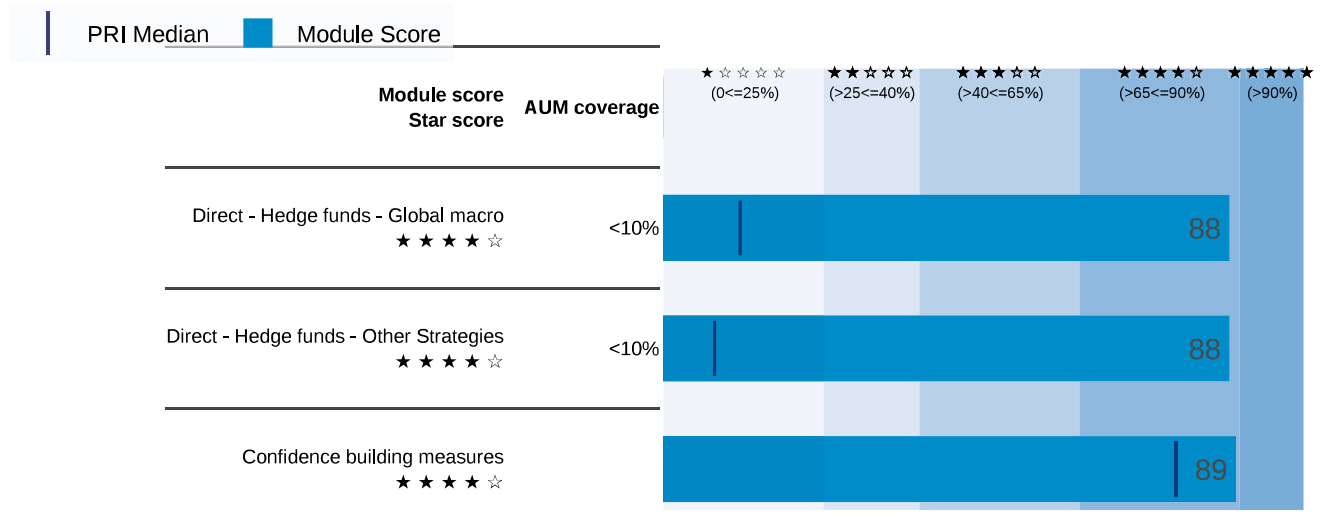 PRI Median Module Score
★ ☆ ☆ ☆ ☆ ★ ★ ☆ ☆ ☆ ★ ★ ★ ☆ ☆ ★ ★ ★ ★ ☆ ★ ★ ★ ★ ★
(0<=25%) (>25<=40%) (>40<=65%) (>65<=90%) (>90%)
Module score
Star score
AUM coverage
Direct - Hedge funds - Global macro
★ ★ ★ ★ ☆
<10%
88
Direct - Hedge funds - Other Strategies
★ ★ ★ ★ ☆
<10%
88
Confidence building measures
★ ★ ★ ★ ☆
89